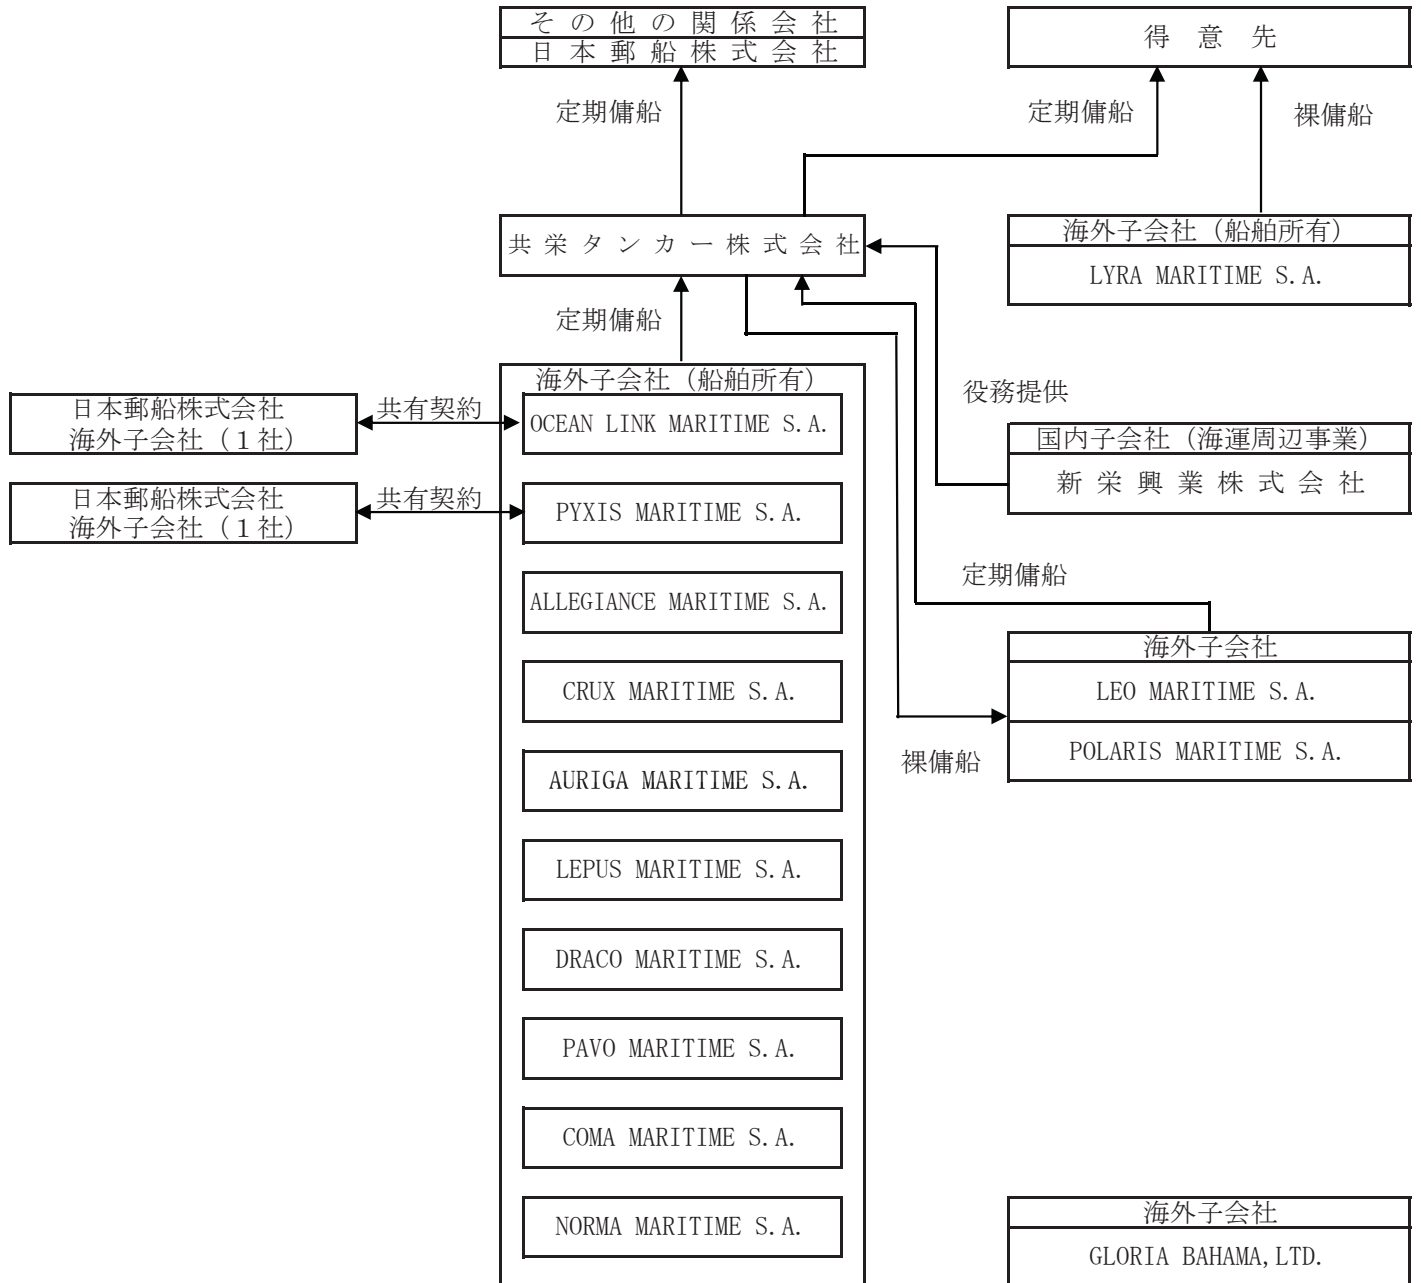 その他の関係会社
日本郵船株式会社
得意先
定期傭船
定期傭船
裸傭船
共栄タンカー株式会社
海外子会社（船舶所有）
LYRA MARITIME S.A.
定期傭船
海外子会社（船舶所有）
役務提供
日本郵船株式会社
海外子会社（１社）
共有契約
OCEAN LINK MARITIME S.A.
国内子会社（海運周辺事業）
新栄興業株式会社
日本郵船株式会社
海外子会社（１社）
共有契約
PYXIS MARITIME S.A.
定期傭船
ALLEGIANCE MARITIME S.A.
海外子会社
CRUX MARITIME S.A.
LEO MARITIME S.A.
POLARIS MARITIME S.A.
裸傭船
AURIGA MARITIME S.A.
LEPUS MARITIME S.A.
DRACO MARITIME S.A.
PAVO MARITIME S.A.
COMA MARITIME S.A.
NORMA MARITIME S.A.
海外子会社
GLORIA BAHAMA,LTD.